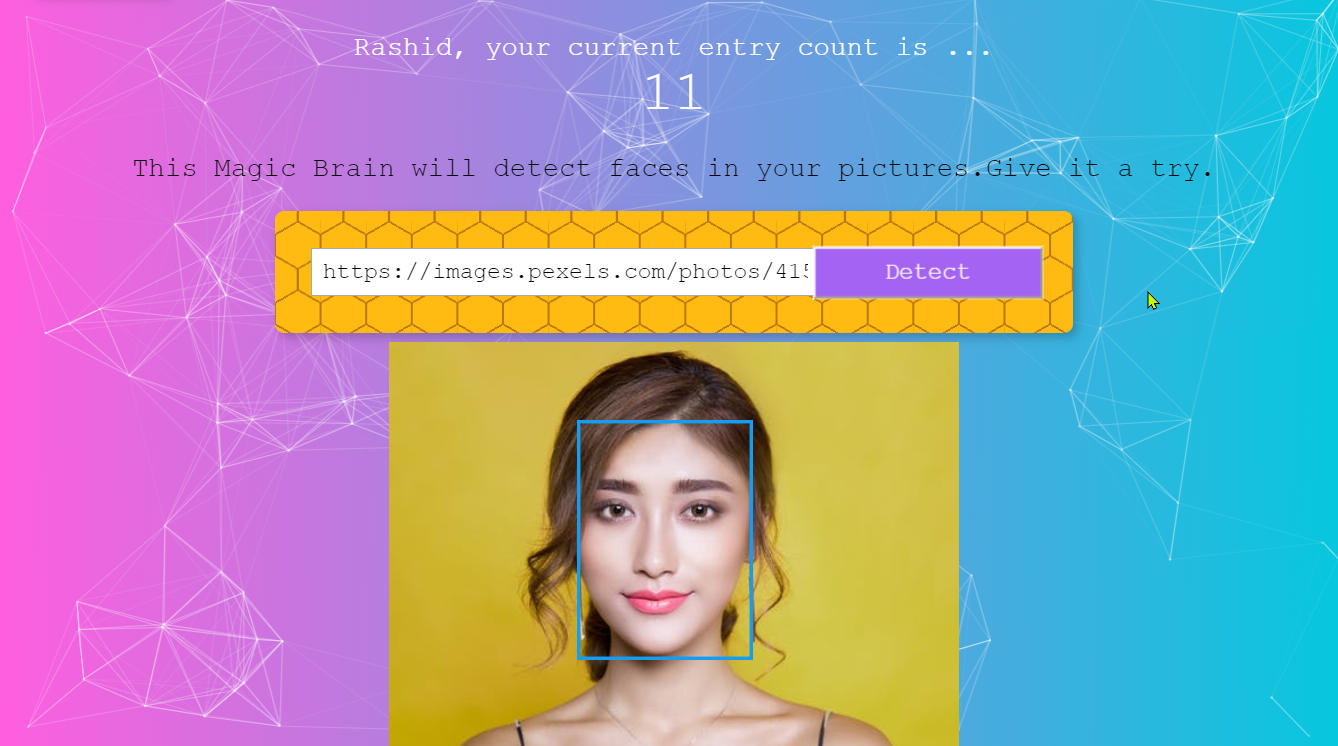 Rashid, your current entry count is ...
11
This Magic Brain will detect faces in your pictures.Give it a try.
https://images.pexels.com/photos/415
Detect